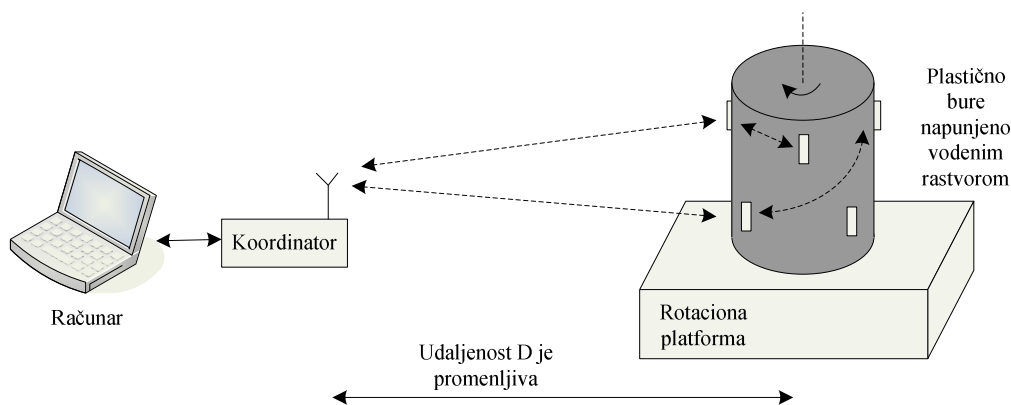 Plastično
bure
napunjeno
vodenim
rastvorom
Koordinator
Računar
Rotaciona
platforma
Udaljenost D je
promenljiva